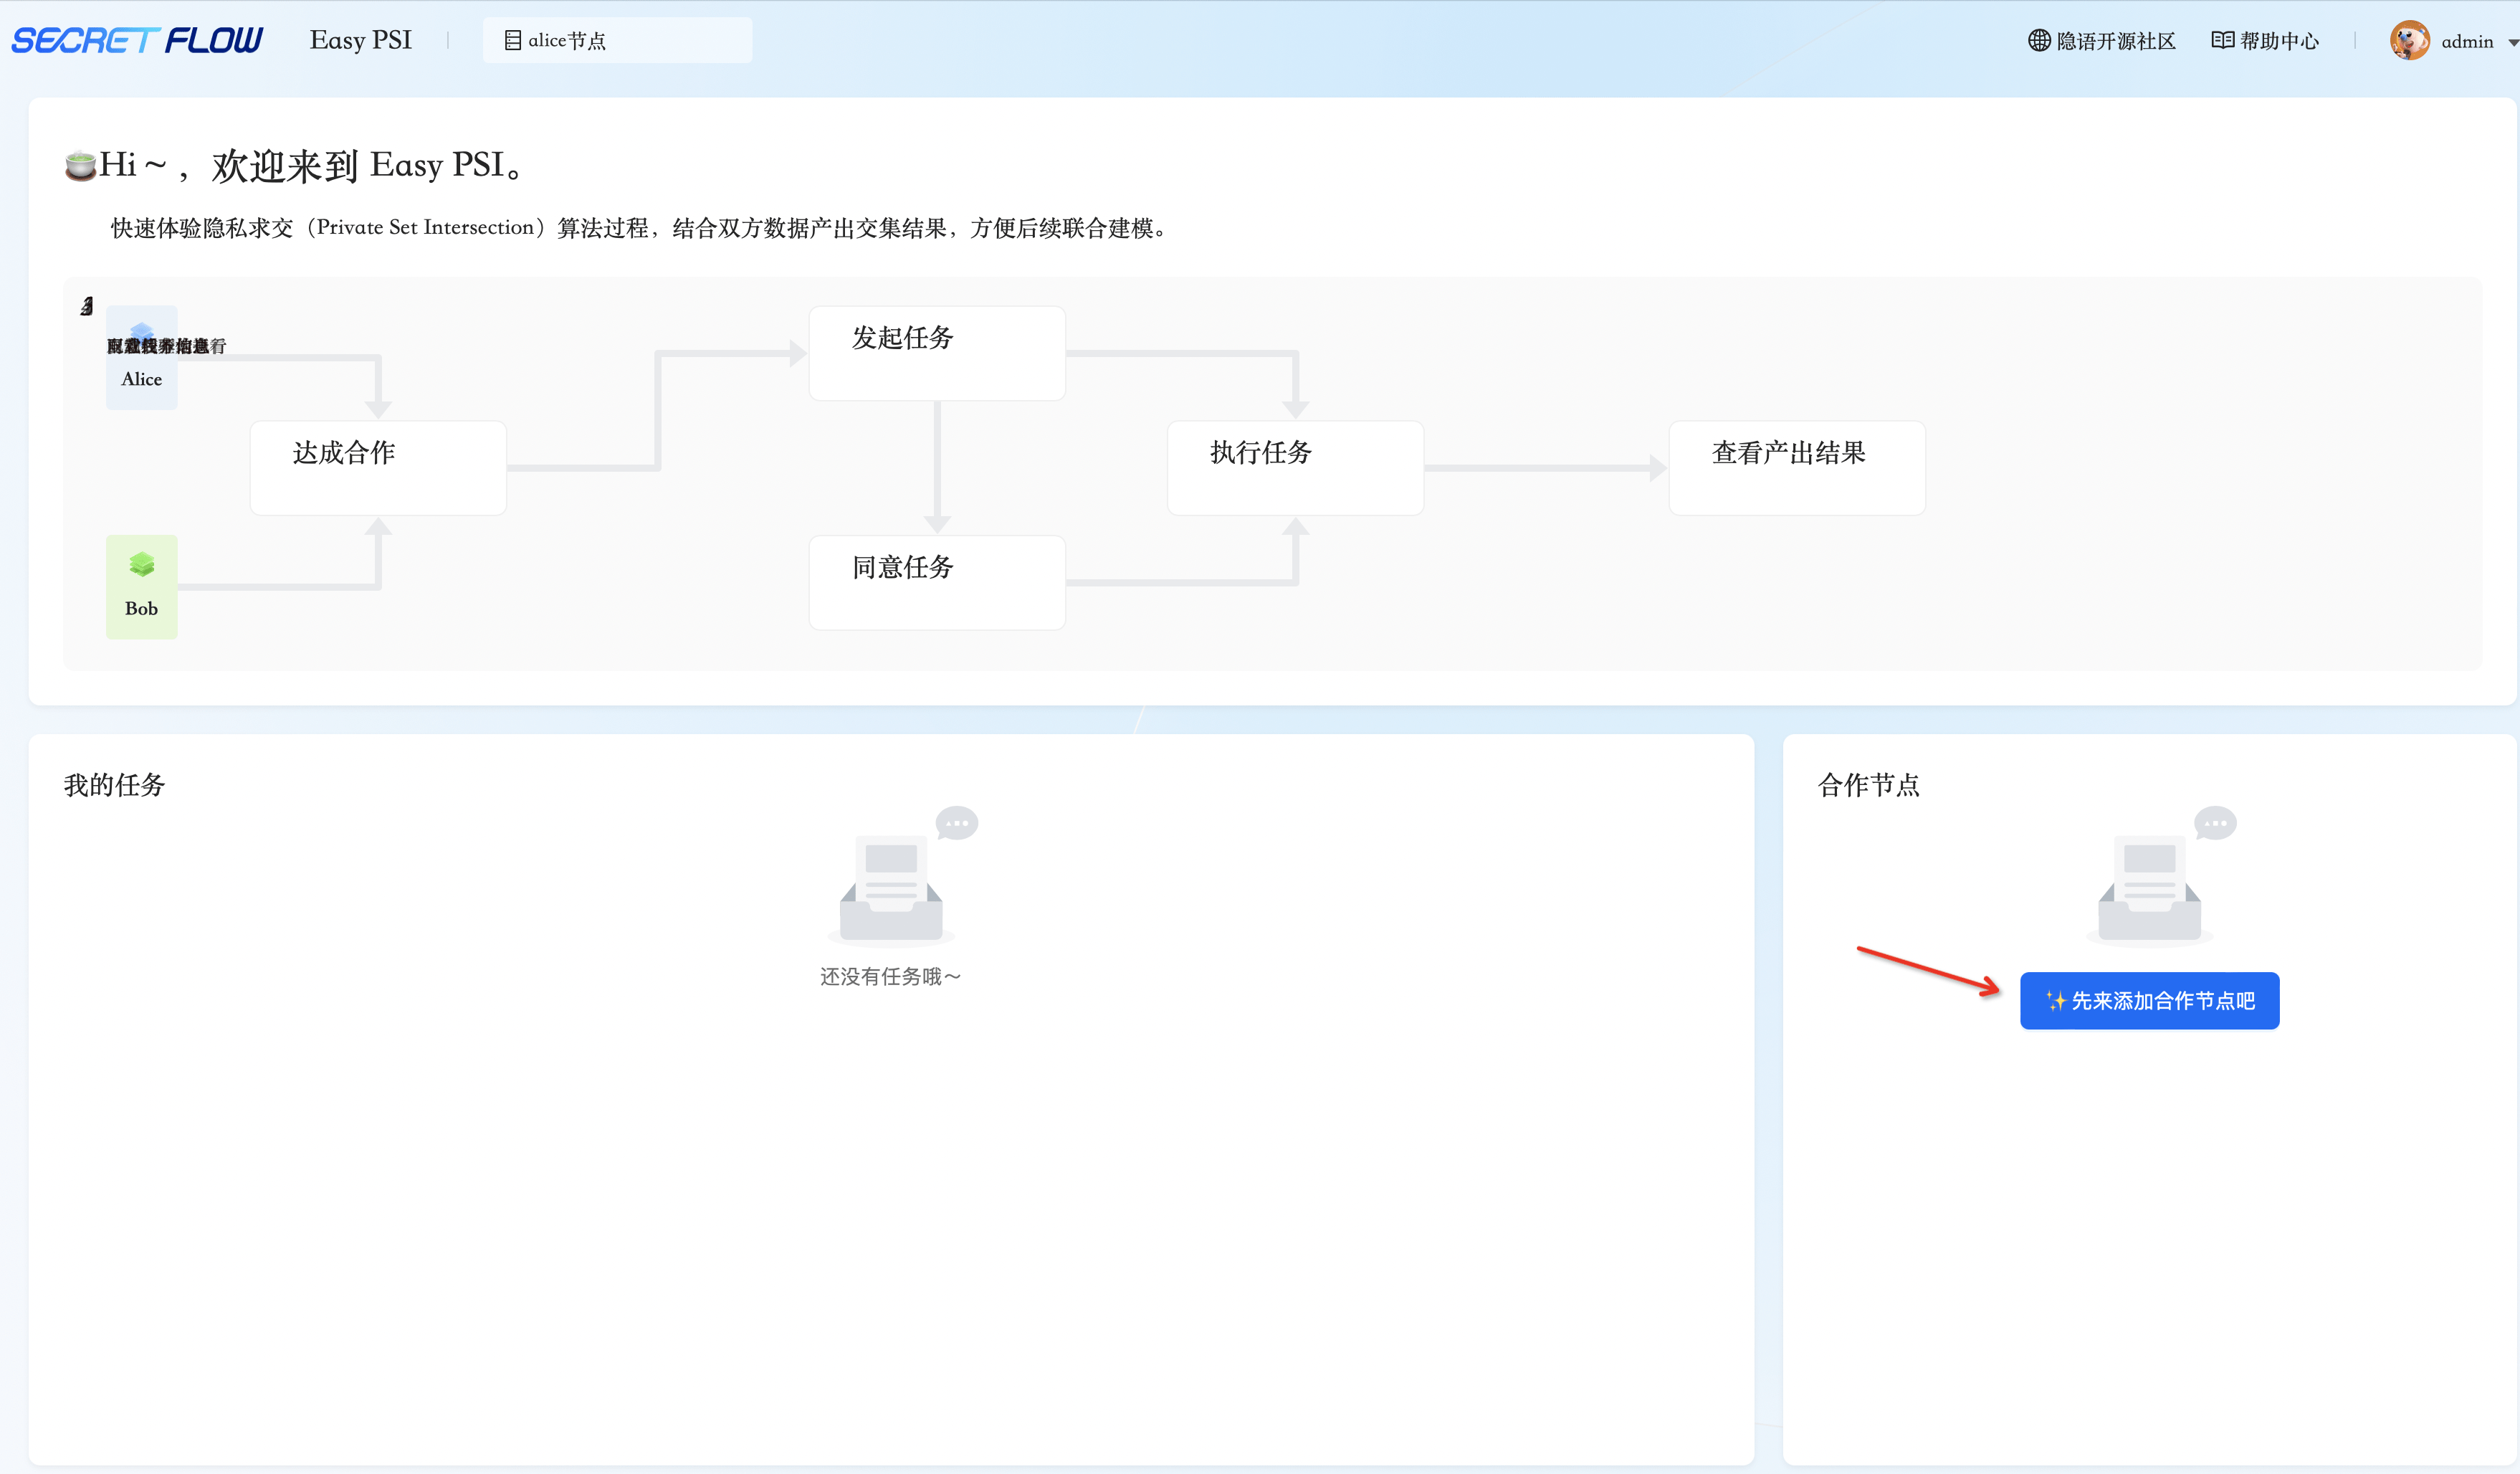 SECRET FLOW
Easy PSI
alice节点
隐语开源社区
帮助中心
admin
Hi～，欢迎来到 Easy PSI。
快速体验隐私求交（Private Set Intersection）算法过程，结合双方数据产出交集结果，方便后续联合建模。
Alice
发起任务
达成合作
执行任务
查看产出结果
同意任务
Bob
我的任务
还没有任务哦～
合作节点
先来添加合作节点吧